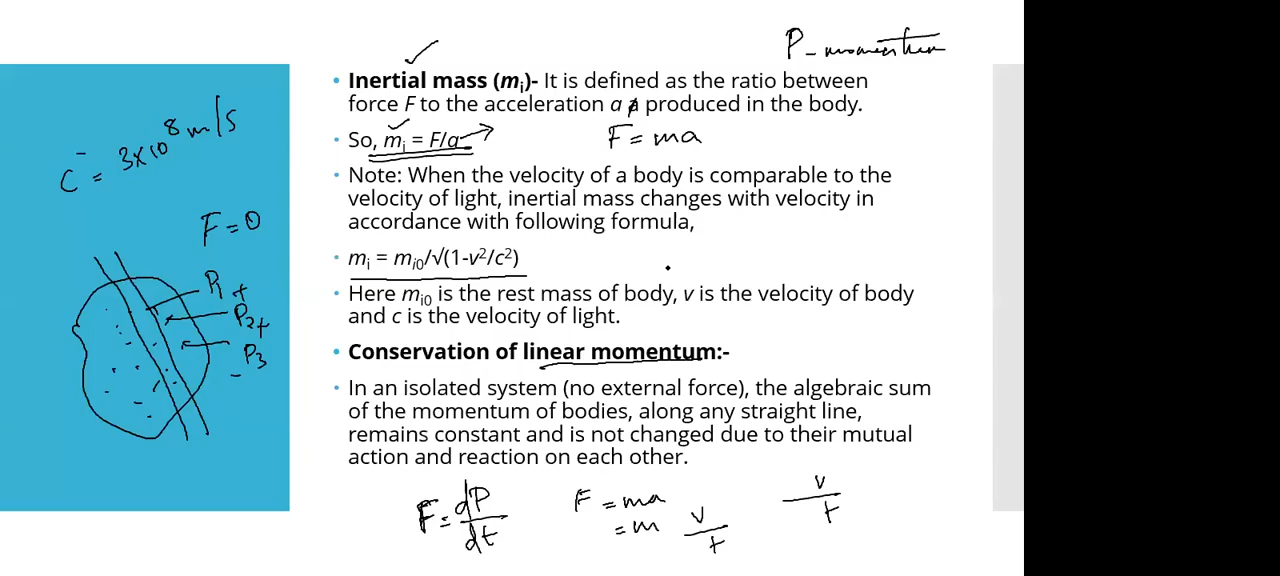 P - momentum
• Inertial mass (mᵢ)- It is defined as the ratio between
force F to the acceleration a produced in the body.
• So, mᵢ = F/a
F = ma
• Note: When the velocity of a body is comparable to the
velocity of light, inertial mass changes with velocity in
accordance with following formula,
• mᵢ = mᵢ₀/√(1-v²/c²)
• Here mᵢ₀ is the rest mass of body, v is the velocity of body
and c is the velocity of light.
• Conservation of linear momentum:-
• In an isolated system (no external force), the algebraic sum
of the momentum of bodies, along any straight line,
remains constant and is not changed due to their mutual
action and reaction on each other.
C = 3×10⁸ m/s
F = 0
P₁ +
P₂ +
P₃
F = dP/dt
F = ma
= m v/t
v/t